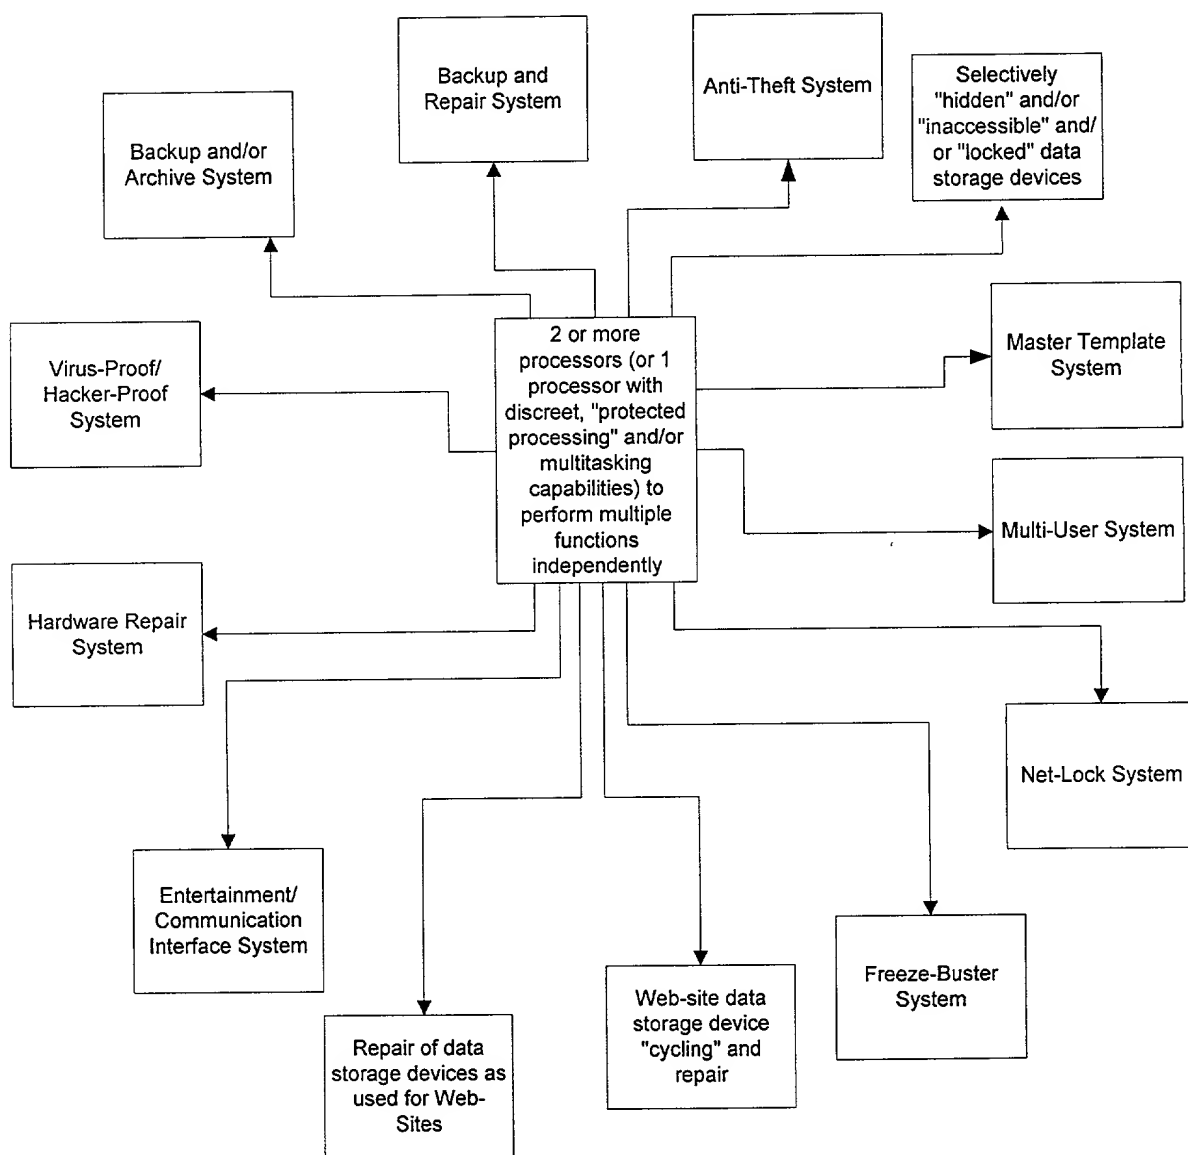 Backup and
Repair System
Anti-Theft System
Selectively
"hidden" and/or
"inaccessible" and/
or "locked" data
storage devices
Backup and/or
Archive System
2 or more
processors (or 1
processor with
discreet, "protected
processing" and/or
multitasking
capabilities) to
perform multiple
functions
independently
Master Template
System
Virus-Proof/
Hacker-Proof
System
Multi-User System
Hardware Repair
System
Net-Lock System
Entertainment/
Communication
Interface System
Freeze-Buster
System
Web-site data
storage device
"cycling" and
repair
Repair of data
storage devices as
used for Web-
Sites